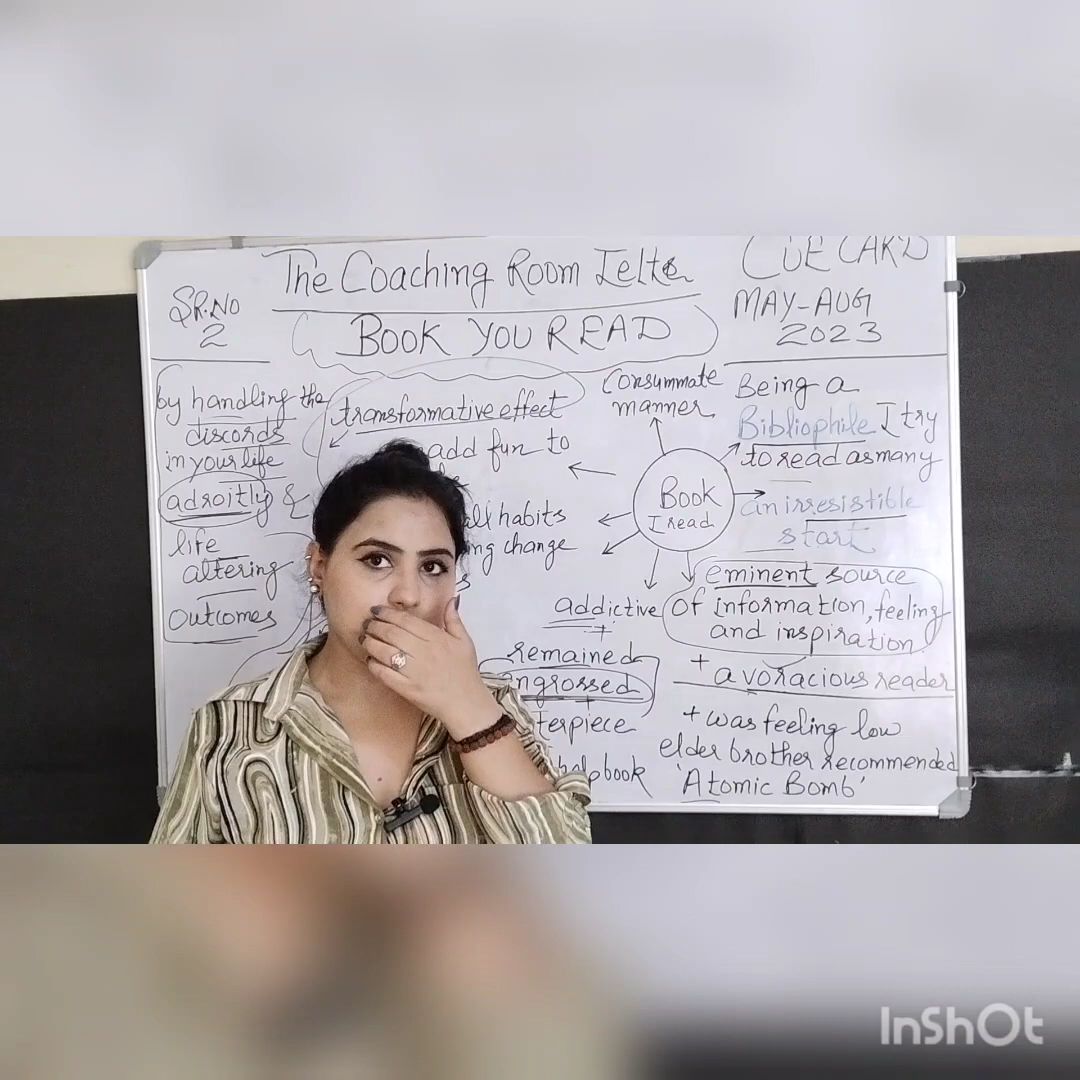 The Coaching Room Ielts
CUE CARD
SR.NO
2
MAY-AUG
2023
BOOK YOU READ
by handling the
discords
in your life
adroitly &
life
altering
outcomes
transformative effect
add fun to
habits
change
Consummate
manner
Book
I read
Being a
Bibliophile I try
to read as many
an irresistible
start
eminent source
of information, feeling
and inspiration
+ a voracious reader
+ was feeling low
elder brother recommended
'Atomic Bomb'
addictive
+
remained
engrossed
+
terpiece
help book
InShOt